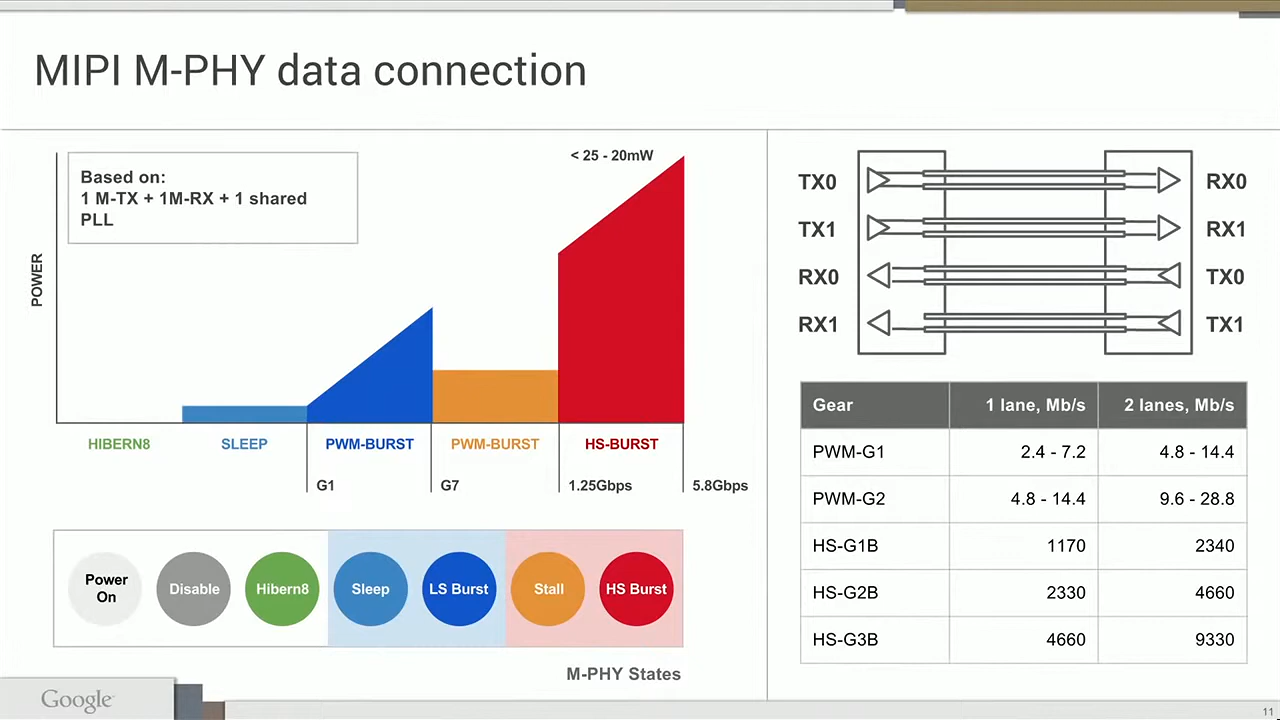 MIPI M-PHY data connection
Based on:
1 M-TX + 1M-RX + 1 shared
PLL
< 25 - 20mW
POWER
HIBERN8
SLEEP
PWM-BURST
PWM-BURST
HS-BURST
G1
G7
1.25Gbps
5.8Gbps
Power
On
Disable
Hibern8
Sleep
LS Burst
Stall
HS Burst
M-PHY States
TX0
RX0
TX1
RX1
RX0
TX0
RX1
TX1
Gear 1 lane, Mb/s 2 lanes, Mb/s
PWM-G1 2.4 - 7.2 4.8 - 14.4
PWM-G2 4.8 - 14.4 9.6 - 28.8
HS-G1B 1170 2340
HS-G2B 2330 4660
HS-G3B 4660 9330
Google
11